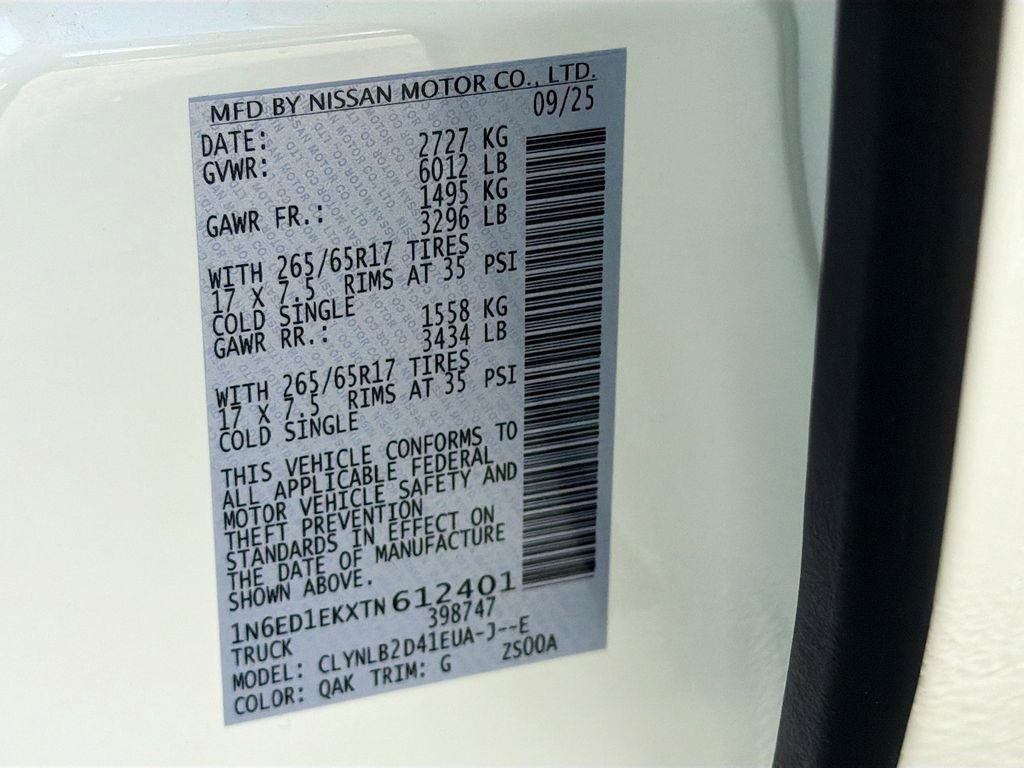 MFD BY NISSAN MOTOR CO., LTD.
DATE: 09/25
GVWR: 2727 KG
6012 LB
GAWR FR.: 1495 KG
3296 LB
WITH 265/65R17 TIRES
17 X 7.5 RIMS AT 35 PSI
COLD SINGLE
GAWR RR.: 1558 KG
3434 LB
WITH 265/65R17 TIRES
17 X 7.5 RIMS AT 35 PSI
COLD SINGLE
THIS VEHICLE CONFORMS TO
ALL APPLICABLE FEDERAL
MOTOR VEHICLE SAFETY AND
THEFT PREVENTION
STANDARDS IN EFFECT ON
THE DATE OF MANUFACTURE
SHOWN ABOVE.
1N6ED1EKXTN612401
TRUCK 398747
MODEL: CLYNLB2D41EUA-J--E
COLOR: QAK TRIM: G ZS00A